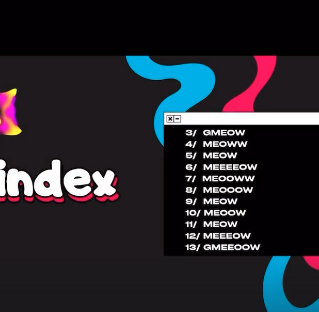 index
3/ GMEOW
4/ MEOWW
5/ MEOW
6/ MEEEEOW
7/ MEOOWW
8/ MEOOOW
9/ MEOW
10/ MEOOW
11/ MEOW
12/ MEEEOW
13/ GMEEOOW